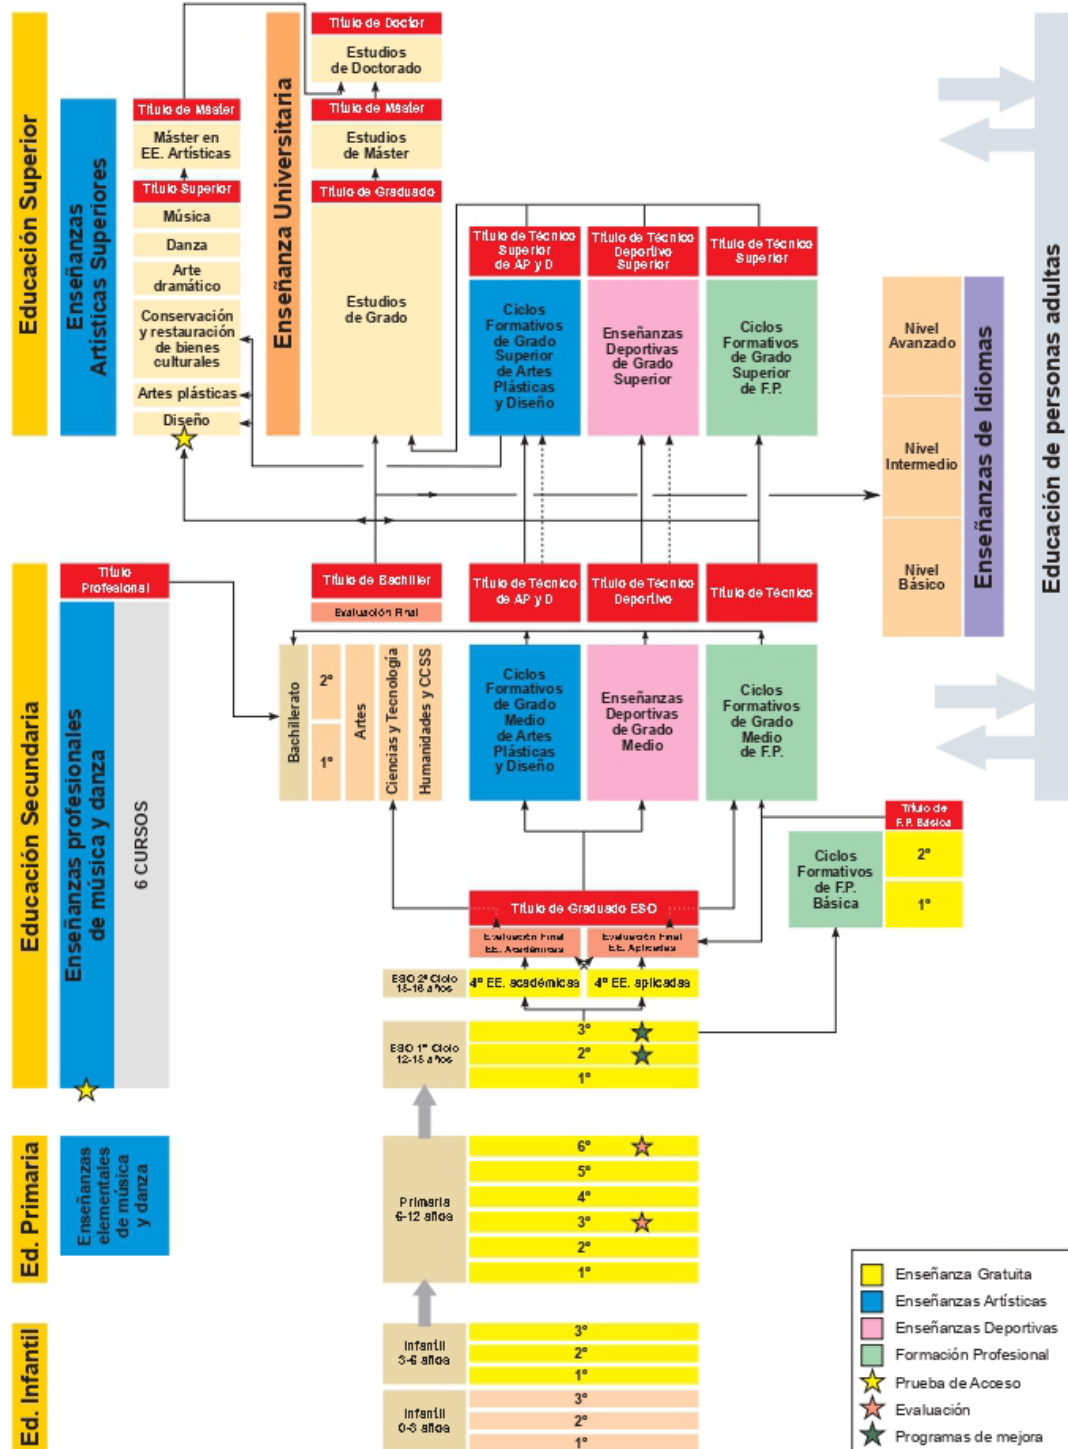 Educación Superior
Enseñanzas
Artísticas Superiores
Título de Máster
Máster en
EE. Artísticas
Título Superior
Música
Danza
Arte
dramático
Conservación
y restauración
de bienes
culturales
Artes plásticas
Diseño
Enseñanza Universitaria
Título de Doctor
Estudios
de Doctorado
Título de Máster
Estudios
de Máster
Título de Graduado
Estudios
de Grado
Título de Técnico
Superior
de AP y D
Ciclos
Formativos
de Grado
Superior
de Artes
Plásticas
y Diseño
Título de Técnico
Deportivo
Superior
Enseñanzas
Deportivas
de Grado
Superior
Título de Técnico
Superior
Ciclos
Formativos
de Grado
Superior
de F.P.
Nivel
Avanzado
Nivel
Intermedio
Nivel
Básico
Enseñanzas de Idiomas
Educación de personas adultas
Educación Secundaria
Título
Profesional
Enseñanzas profesionales
de música y danza
6 CURSOS
Título de Bachiller
Evaluación Final
Bachillerato
2º
1º
Artes
Ciencias y Tecnología
Humanidades y CCSS
Título de Técnico
de AP y D
Ciclos
Formativos
de Grado
Medio
de Artes
Plásticas
y Diseño
Título de Técnico
Deportivo
Enseñanzas
Deportivas
de Grado
Medio
Título de Técnico
Ciclos
Formativos
de Grado
Medio
de F.P.
Título de
F.P. Básica
Ciclos
Formativos
de F.P.
Básica
2º
1º
Título de Graduado ESO
Evaluación Final
EE. Académicas
Evaluación Final
EE. Aplicadas
ESO 2º Ciclo
15-16 años
4º EE. académicas
4º EE. aplicadas
ESO 1º Ciclo
12-15 años
3º
2º
1º
Ed. Primaria
Enseñanzas
elementales
de música
y danza
Primaria
6-12 años
6º
5º
4º
3º
2º
1º
Ed. Infantil
Infantil
3-6 años
3º
2º
1º
Infantil
0-3 años
3º
2º
1º
Enseñanza Gratuita
Enseñanzas Artísticas
Enseñanzas Deportivas
Formación Profesional
Prueba de Acceso
Evaluación
Programas de mejora